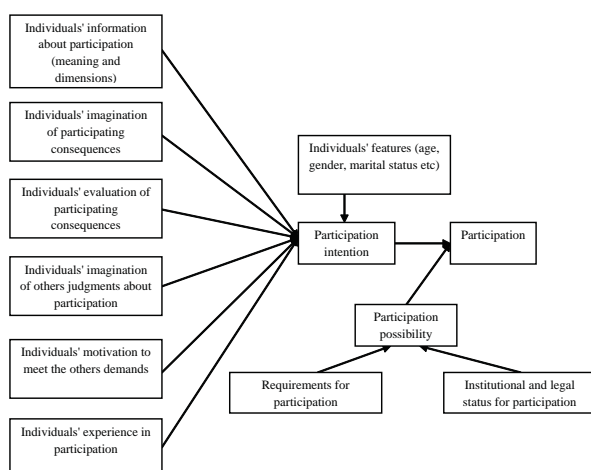 Individuals' information
about participation
(meaning and
dimensions)
Individuals' imagination
of participating
consequences
Individuals' evaluation of
participating
consequences
Individuals' imagination
of others judgments about
participation
Individuals' motivation to
meet the others demands
Individuals' experience in
participation
Individuals' features (age,
gender, marital status etc)
Participation
intention
Participation
Participation
possibility
Requirements for
participation
Institutional and legal
status for participation